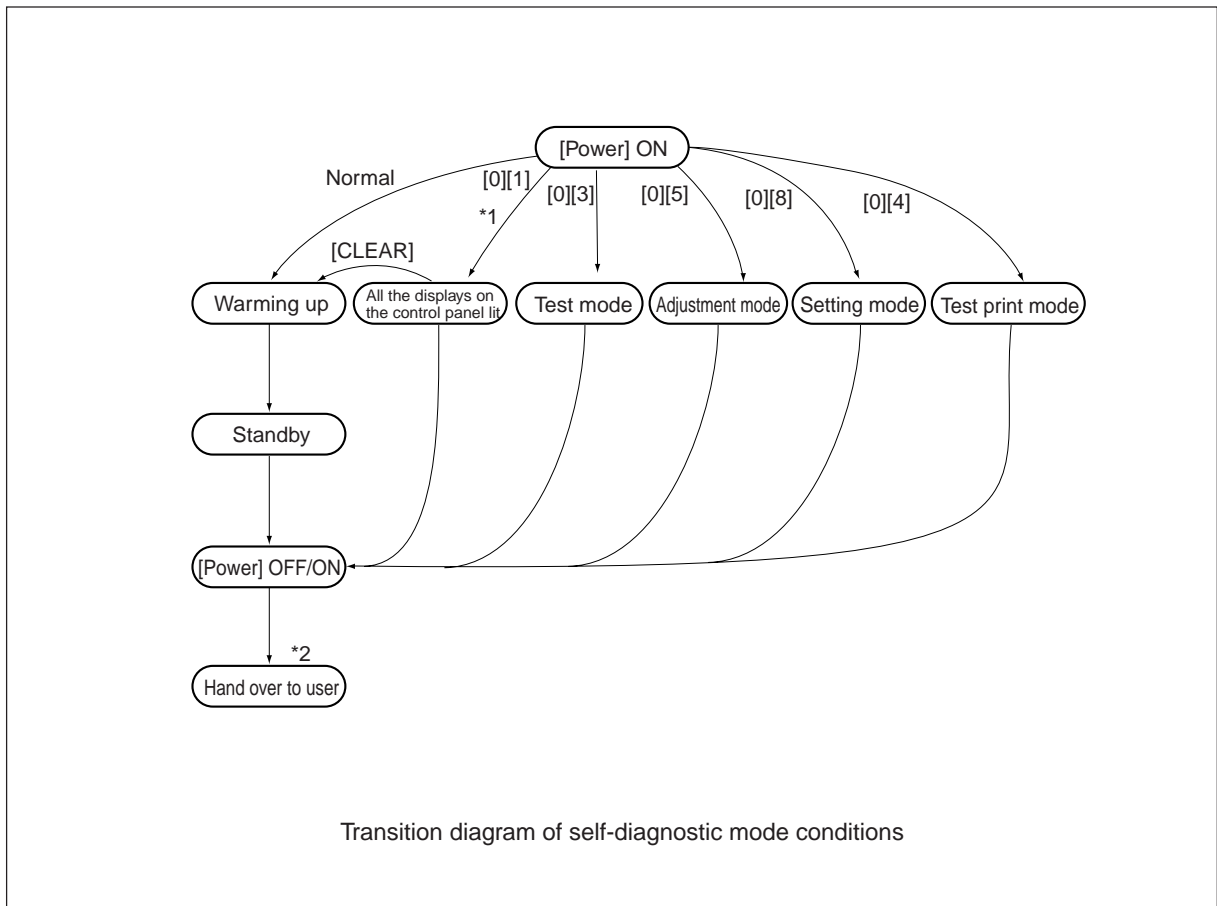 [Power] ON
Normal
[0][1]
[0][3]
[0][5]
[0][8]
[0][4]
*1
[CLEAR]
Warming up
All the displays on
the control panel lit
Test mode
Adjustment mode
Setting mode
Test print mode
Standby
[Power] OFF/ON
*2
Hand over to user
Transition diagram of self-diagnostic mode conditions